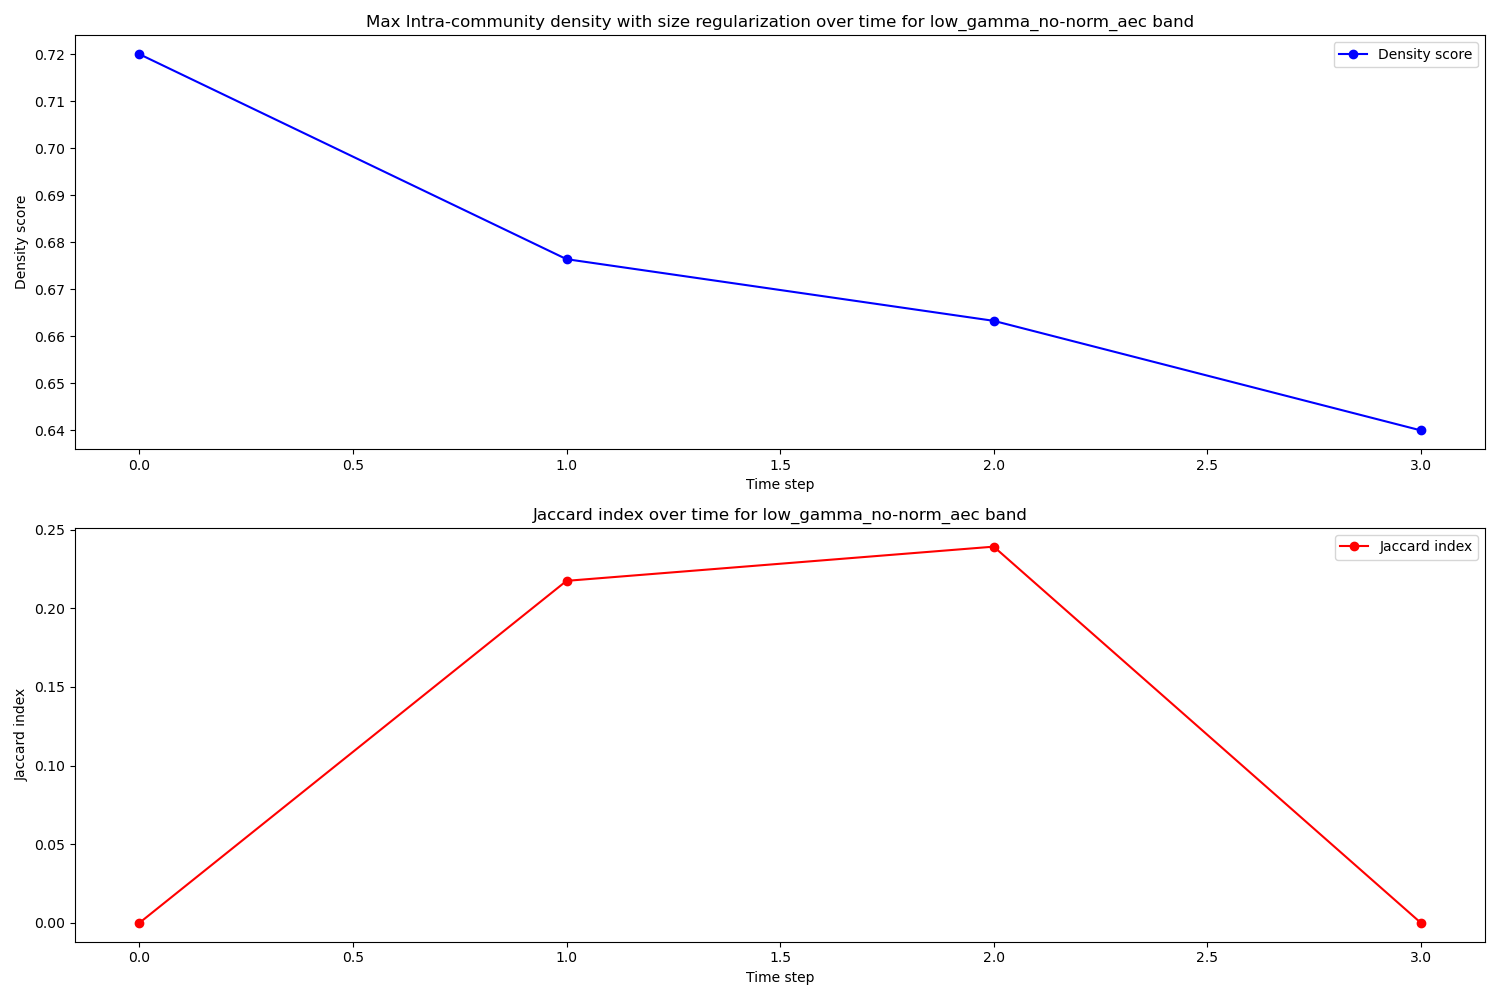 Max Intra-community density with size regularization over time for low_gamma_no-norm_aec band
Density score
0.72
0.71
0.70
0.69
0.68
0.67
0.66
0.65
0.64
Density score
0.0 0.5 1.0 1.5 2.0 2.5 3.0
Time step
Jaccard index over time for low_gamma_no-norm_aec band
Jaccard index
0.25
0.20
0.15
0.10
0.05
0.00
Jaccard index
0.0 0.5 1.0 1.5 2.0 2.5 3.0
Time step